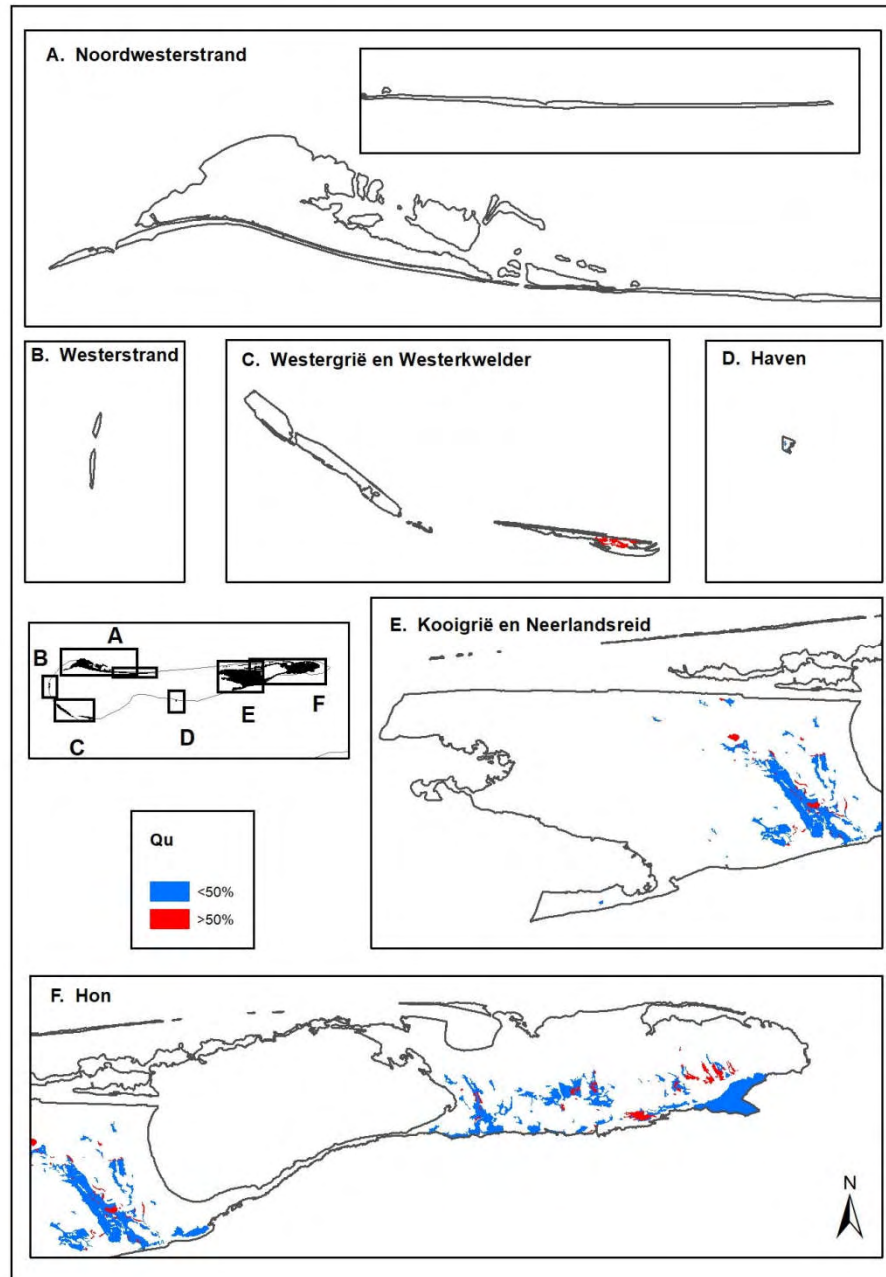 A. Noordwesterstrand
B. Westerstrand
C. Westergrië en Westerkwelder
D. Haven
A
B
C
D
E
F
E. Kooigrië en Neerlandsreid
Qu
<50%
>50%
F. Hon
N